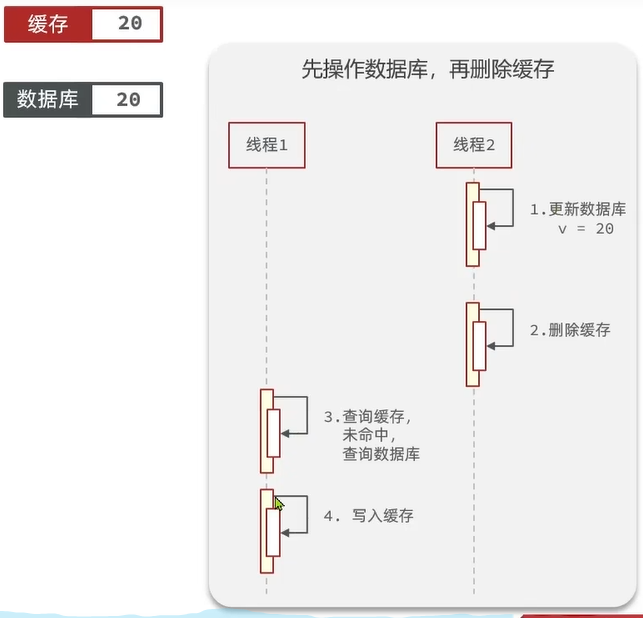 缓存 20
数据库 20
先操作数据库，再删除缓存
线程1
线程2
1.更新数据库
v = 20
2.删除缓存
3.查询缓存，
未命中，
查询数据库
4. 写入缓存